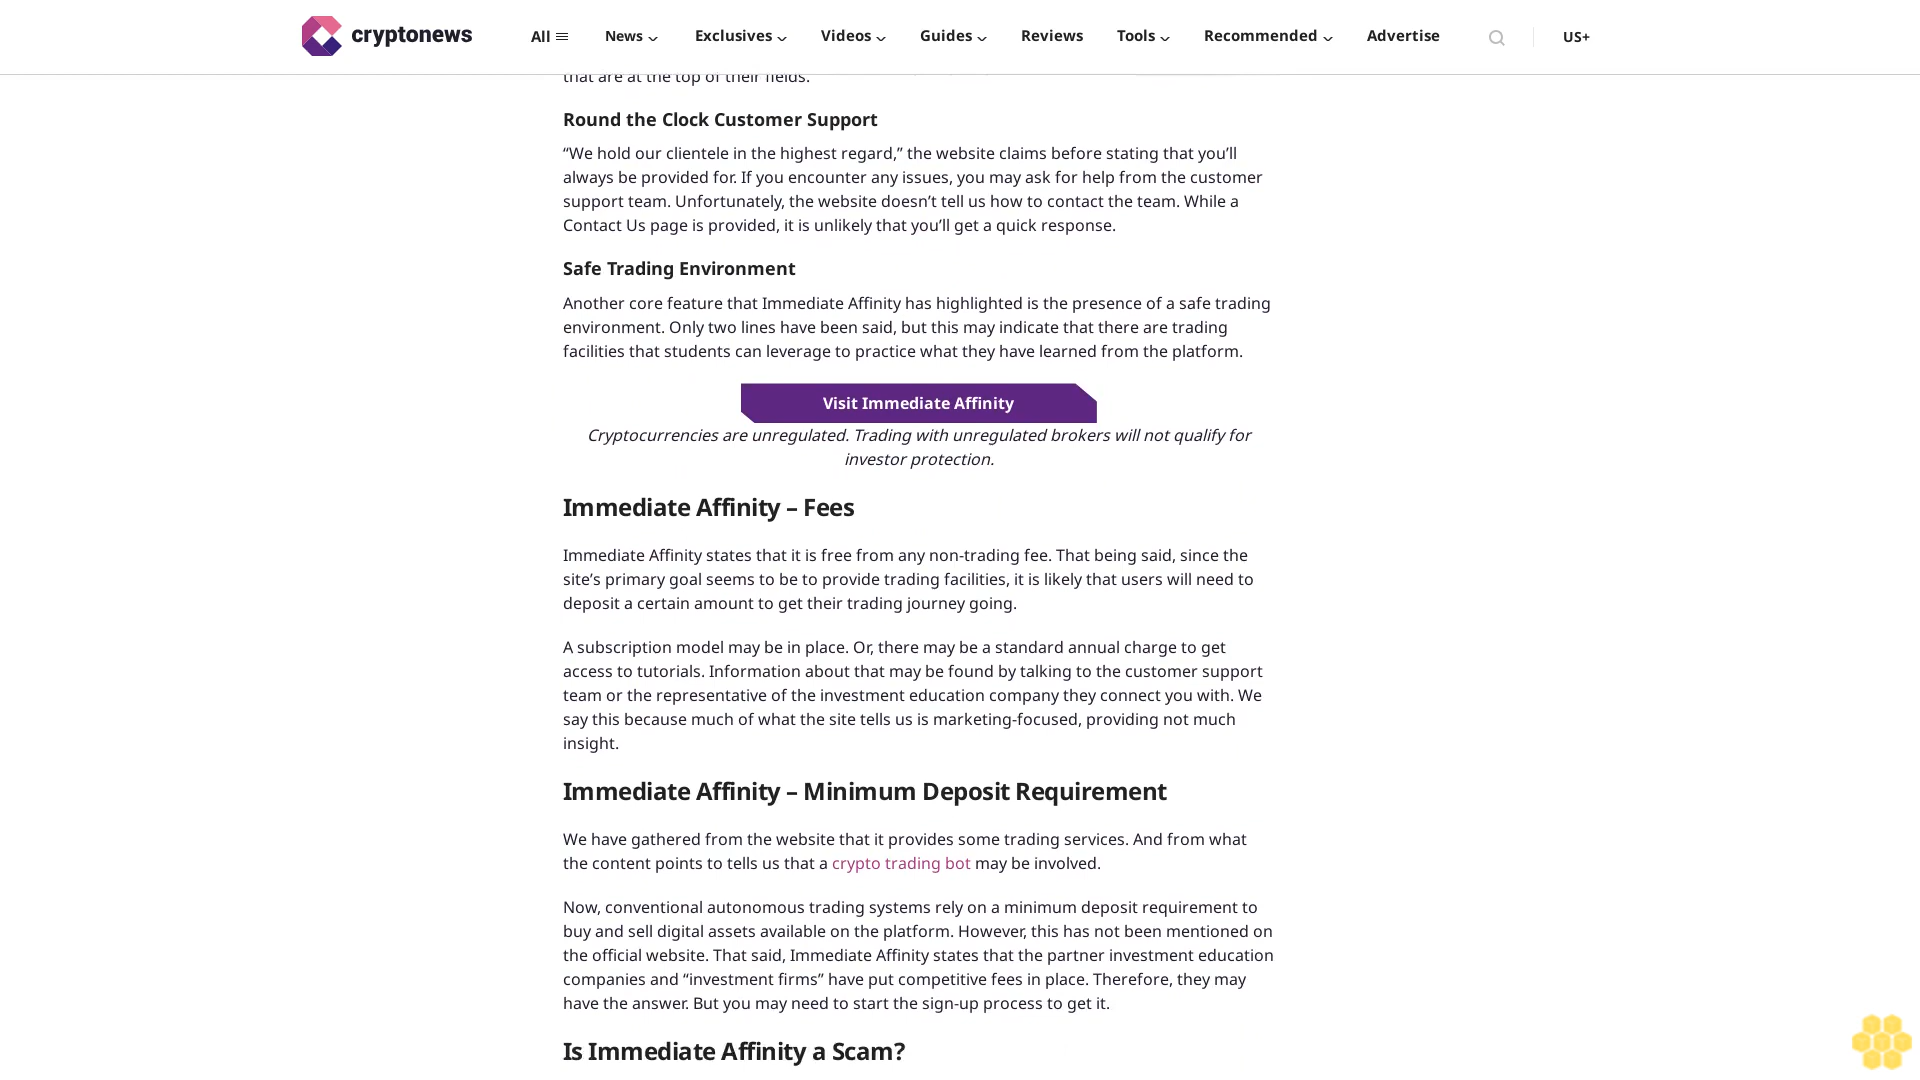 cryptonews
All
News
Exclusives
Videos
Guides
Reviews
Tools
Recommended
Advertise
US+
that are at the top of their fields.
Round the Clock Customer Support
“We hold our clientele in the highest regard,” the website claims before stating that you’ll
always be provided for. If you encounter any issues, you may ask for help from the customer
support team. Unfortunately, the website doesn’t tell us how to contact the team. While a
Contact Us page is provided, it is unlikely that you’ll get a quick response.
Safe Trading Environment
Another core feature that Immediate Affinity has highlighted is the presence of a safe trading
environment. Only two lines have been said, but this may indicate that there are trading
facilities that students can leverage to practice what they have learned from the platform.
Visit Immediate Affinity
Cryptocurrencies are unregulated. Trading with unregulated brokers will not qualify for
investor protection.
Immediate Affinity – Fees
Immediate Affinity states that it is free from any non-trading fee. That being said, since the
site’s primary goal seems to be to provide trading facilities, it is likely that users will need to
deposit a certain amount to get their trading journey going.
A subscription model may be in place. Or, there may be a standard annual charge to get
access to tutorials. Information about that may be found by talking to the customer support
team or the representative of the investment education company they connect you with. We
say this because much of what the site tells us is marketing-focused, providing not much
insight.
Immediate Affinity – Minimum Deposit Requirement
We have gathered from the website that it provides some trading services. And from what
the content points to tells us that a crypto trading bot may be involved.
Now, conventional autonomous trading systems rely on a minimum deposit requirement to
buy and sell digital assets available on the platform. However, this has not been mentioned on
the official website. That said, Immediate Affinity states that the partner investment education
companies and “investment firms” have put competitive fees in place. Therefore, they may
have the answer. But you may need to start the sign-up process to get it.
Is Immediate Affinity a Scam?